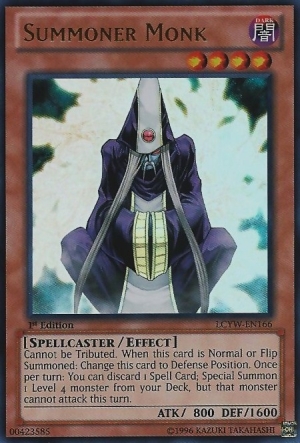 SUMMONER MONK
DARK
闇
1st Edition
LCYW-EN166
[SPELLCASTER / EFFECT]
Cannot be Tributed. When this card is Normal or Flip
Summoned: Change this card to Defense Position. Once
per turn: You can discard 1 Spell Card; Special Summon
1 Level 4 monster from your Deck, but that monster
cannot attack this turn.
ATK/ 800 DEF/1600
00423585
©1996 KAZUKI TAKAHASHI